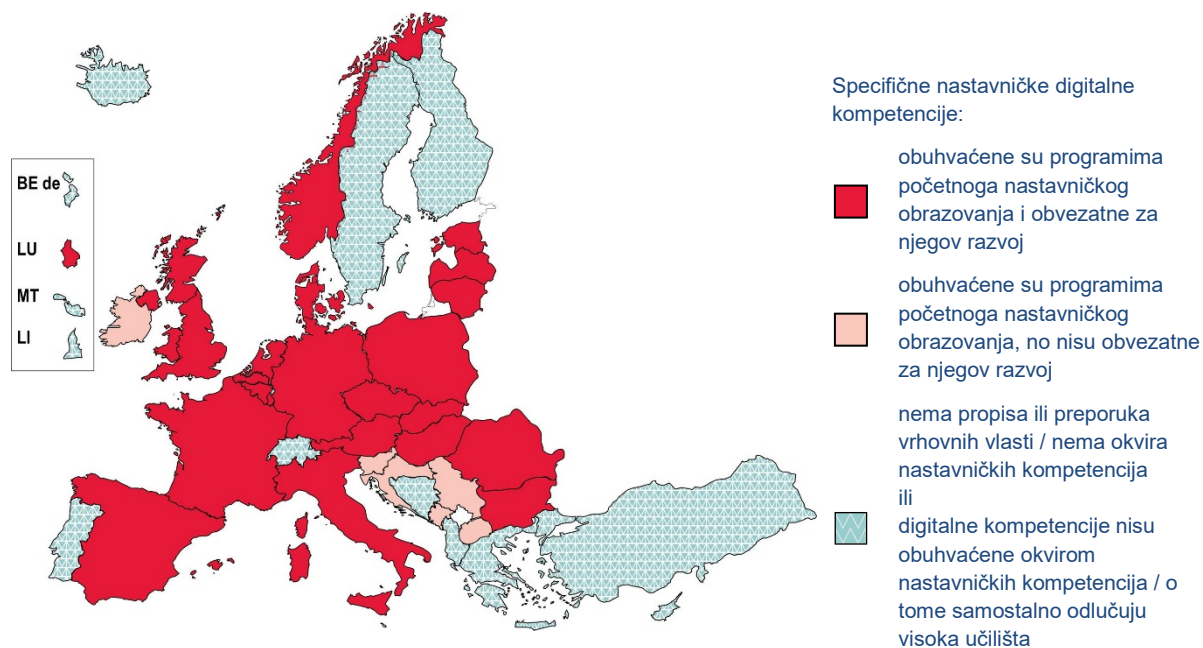 BE de
LU
MT
LI
Specifične nastavničke digitalne
kompetencije:
obuhvaćene su programima
početnoga nastavničkog
obrazovanja i obvezatne za
njegov razvoj
obuhvaćene su programima
početnoga nastavničkog
obrazovanja, no nisu obvezatne
za njegov razvoj
nema propisa ili preporuka
vrhovnih vlasti / nema okvira
nastavničkih kompetencija
ili
digitalne kompetencije nisu
obuhvaćene okvirom
nastavničkih kompetencija / o
tome samostalno odlučuju
visoka učilišta